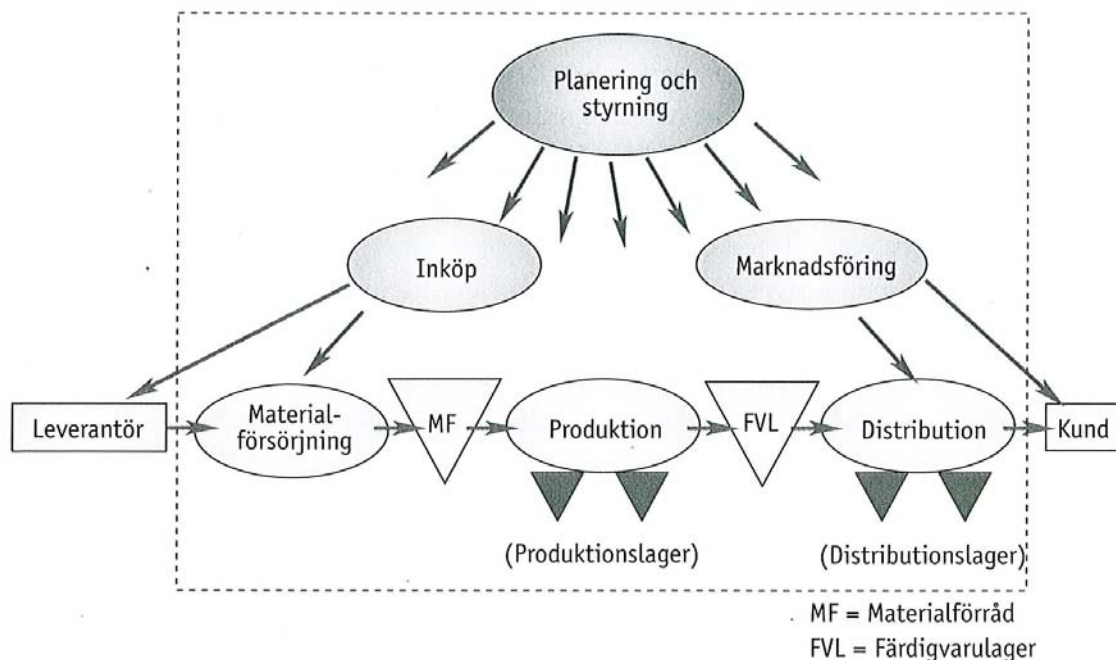 Planering och
styrning
Inköp
Marknadsföring
Leverantör
Material-
försörjning
MF
Produktion
FVL
Distribution
Kund
(Produktionslager)
(Distributionslager)
MF = Materialförråd
FVL = Färdigvarulager